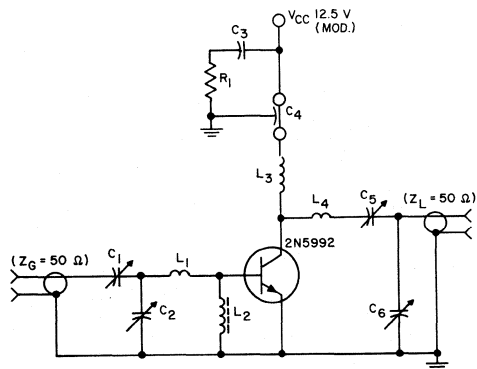 VCC 12.5 V
(MOD.)
C3
R1
C4
L3
L4
C5
(ZL = 50 Ω)
2N5992
(ZG = 50 Ω)
C1
L1
C2
L2
C6